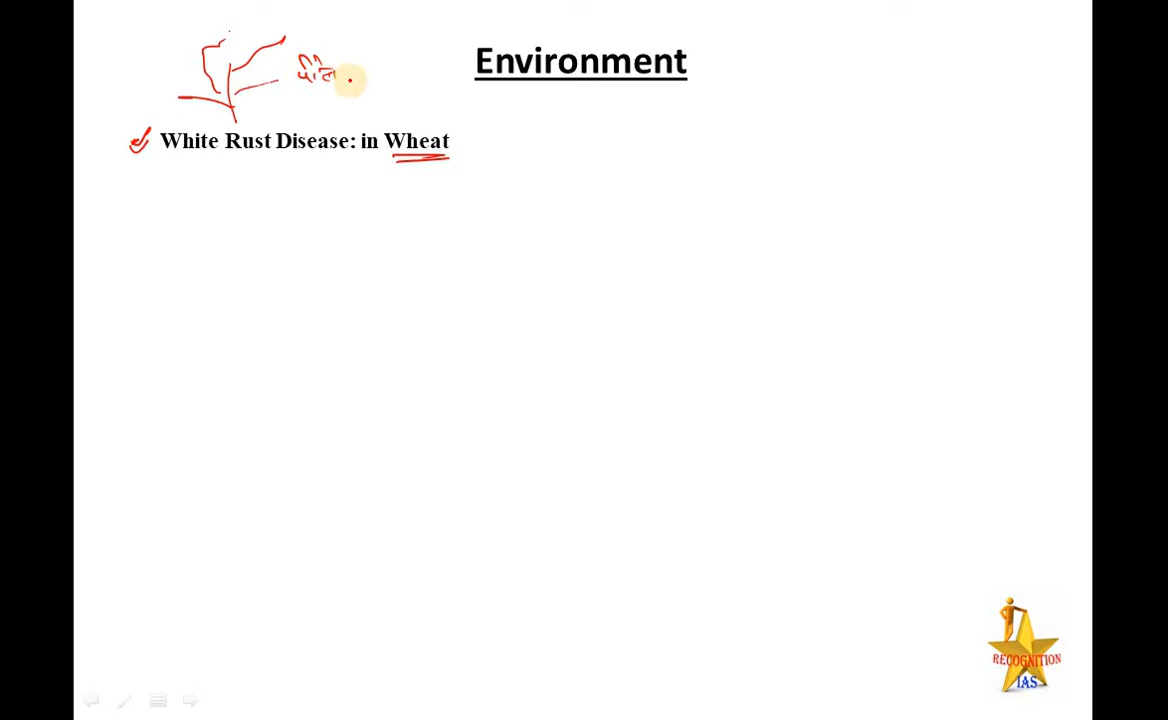 Environment
White Rust Disease: in Wheat
RECOGNITION
IAS